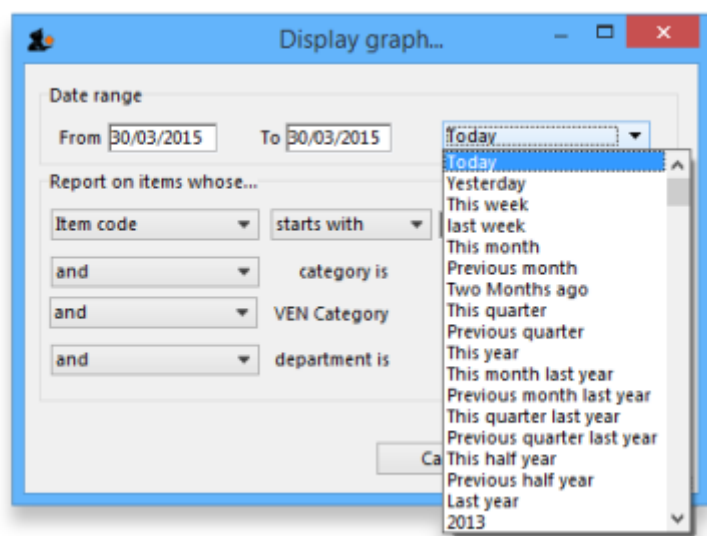 Display graph...
Date range
From 30/03/2015 To 30/03/2015 Today
Today
Yesterday
This week
last week
This month
Previous month
Two Months ago
This quarter
Previous quarter
This year
This month last year
Previous month last year
This quarter last year
Previous quarter last year
This half year
Previous half year
Last year
2013
Report on items whose...
Item code starts with
and category is
and VEN Category
and department is
Ca